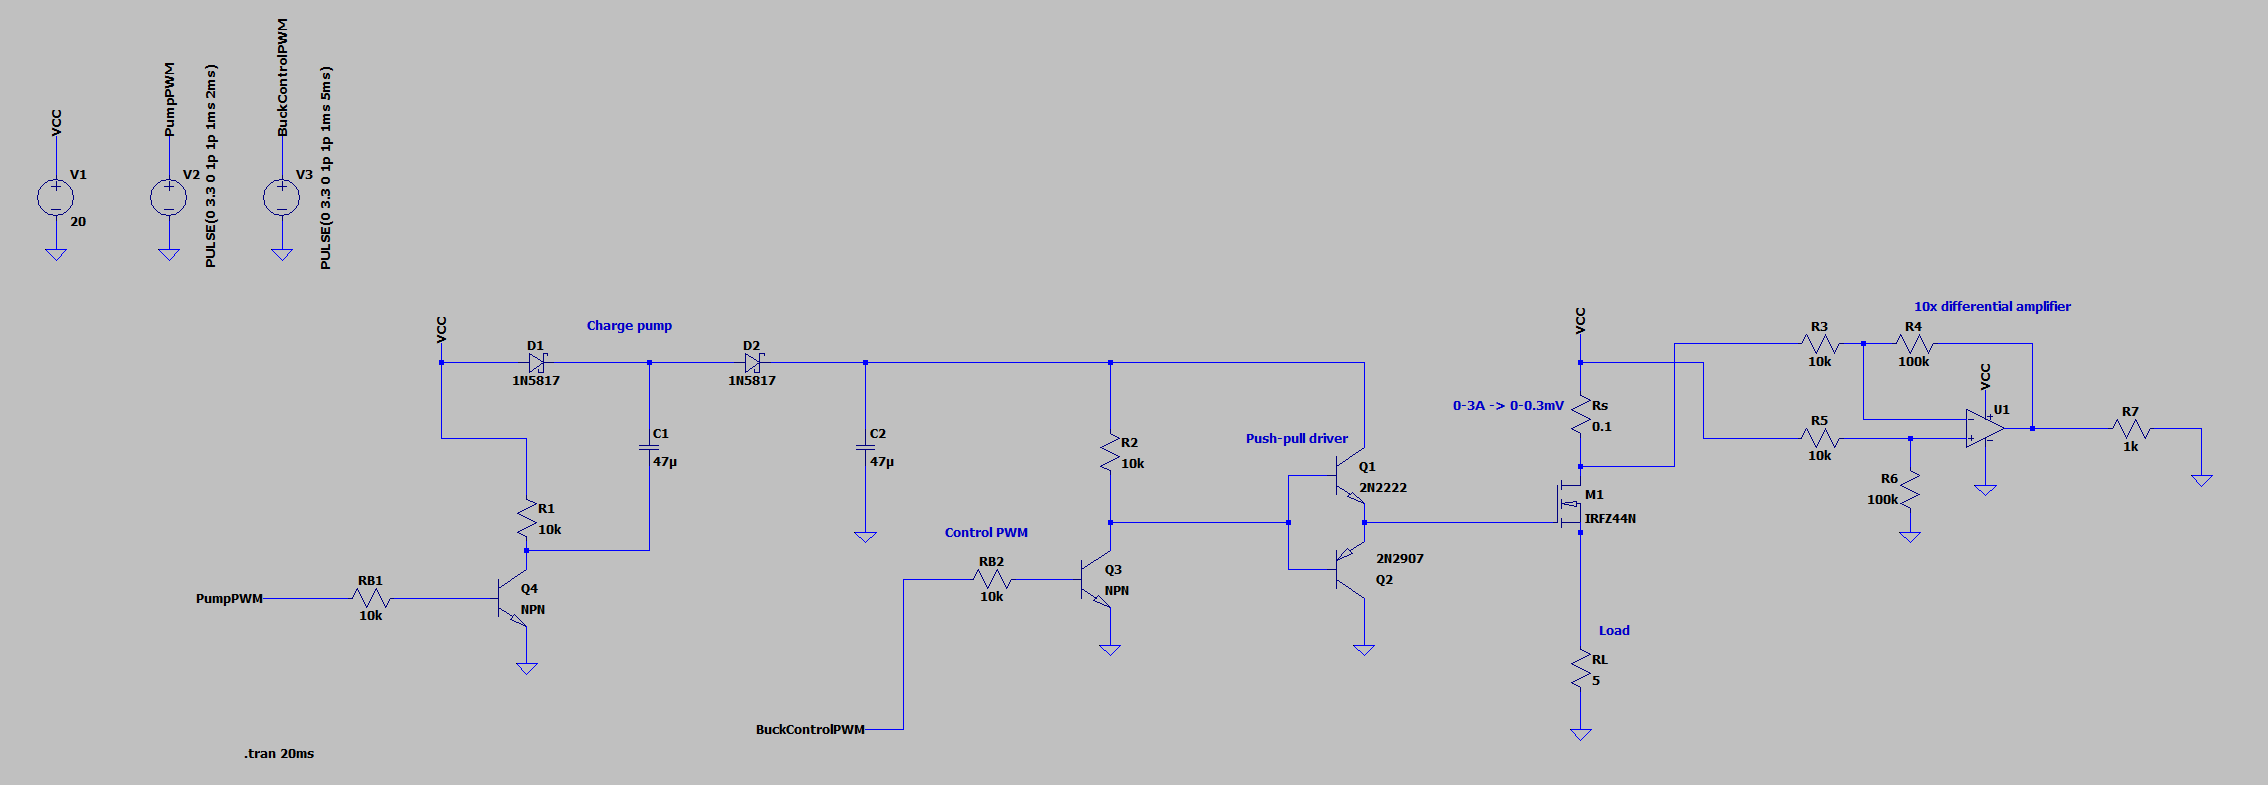 VCC
V1
20
PumpPWM
V2
PULSE(0 3.3 0 1p 1p 1ms 2ms)
BuckControlPWM
V3
PULSE(0 3.3 0 1p 1p 1ms 5ms)
VCC
D1
1N5817
Charge pump
D2
1N5817
C1
47µ
C2
47µ
R1
10k
PumpPWM
RB1
10k
Q4
NPN
R2
10k
Control PWM
RB2
10k
Q3
NPN
BuckControlPWM
Push-pull driver
Q1
2N2222
2N2907
Q2
VCC
0-3A -> 0-0.3mV
Rs
0.1
M1
IRFZ44N
Load
RL
5
10x differential amplifier
R3
10k
R4
100k
VCC
U1
R5
10k
R6
100k
R7
1k
.tran 20ms